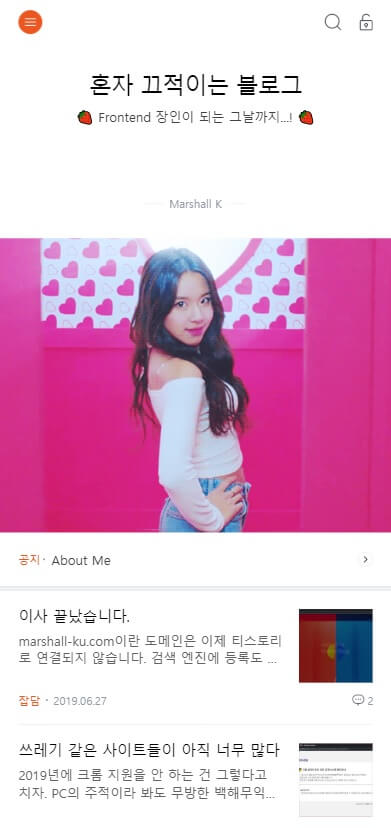 혼자 끄적이는 블로그
Frontend 장인이 되는 그날까지...!
Marshall K
공지 · About Me
이사 끝났습니다.
marshall-ku.com이란 도메인은 이제 티스토리
로 연결되지 않습니다. 검색 엔진에 등록도 ...
잡담 · 2019.06.27
2
쓰레기 같은 사이트들이 아직 너무 많다
2019년에 크롬 지원을 안 하는 건 그렇다고
치자. PC의 주적이라 봐도 무방한 백해무익...